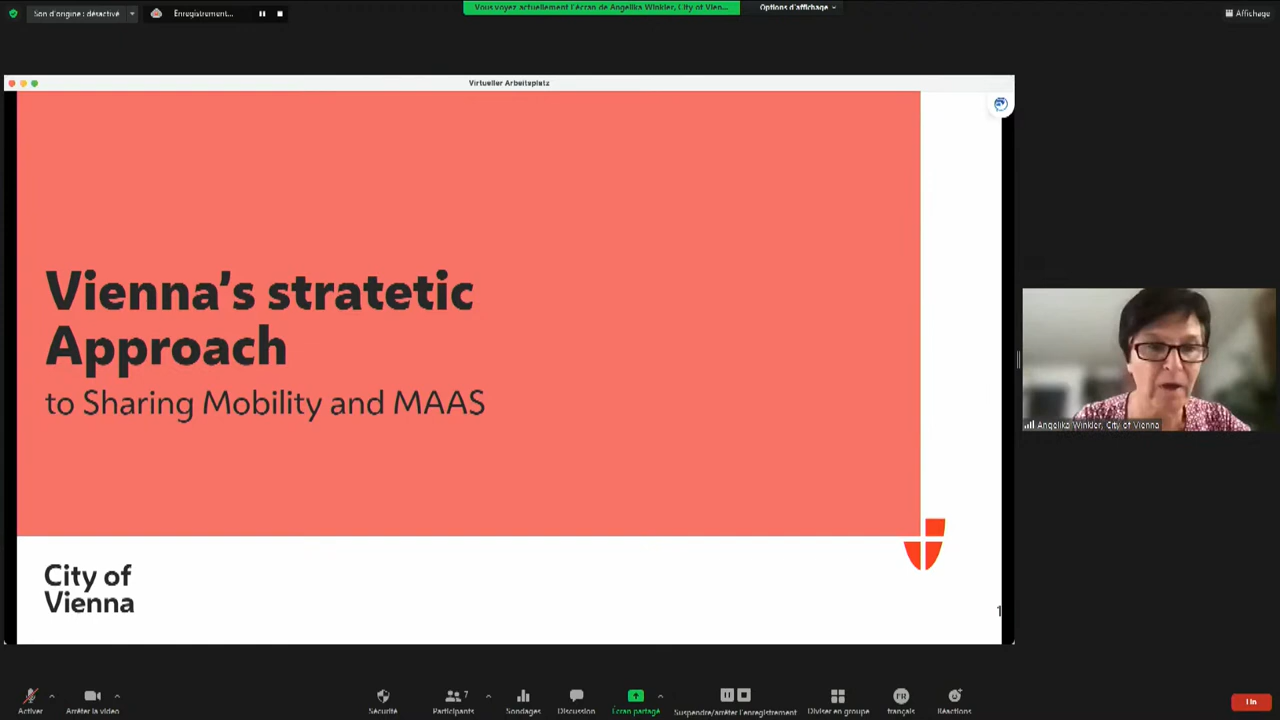 Son d'origine : désactivé
Enregistrement...
Vous voyez actuellement l'écran de Angelika Winkler, City of Vien...
Options d'affichage
Affichage
Virtueller Arbeitsplatz
Vienna's stratetic
Approach
to Sharing Mobility and MAAS
City of
Vienna
1
Angelika Winkler, City of Vienna
Activer
Arrêter la video
Sécurité
Participants
7
Sondages
Discussion
Écran partagé
Suspendre/arrêter l'enregistrement
Diviser en groupe
FR
français
Réactions